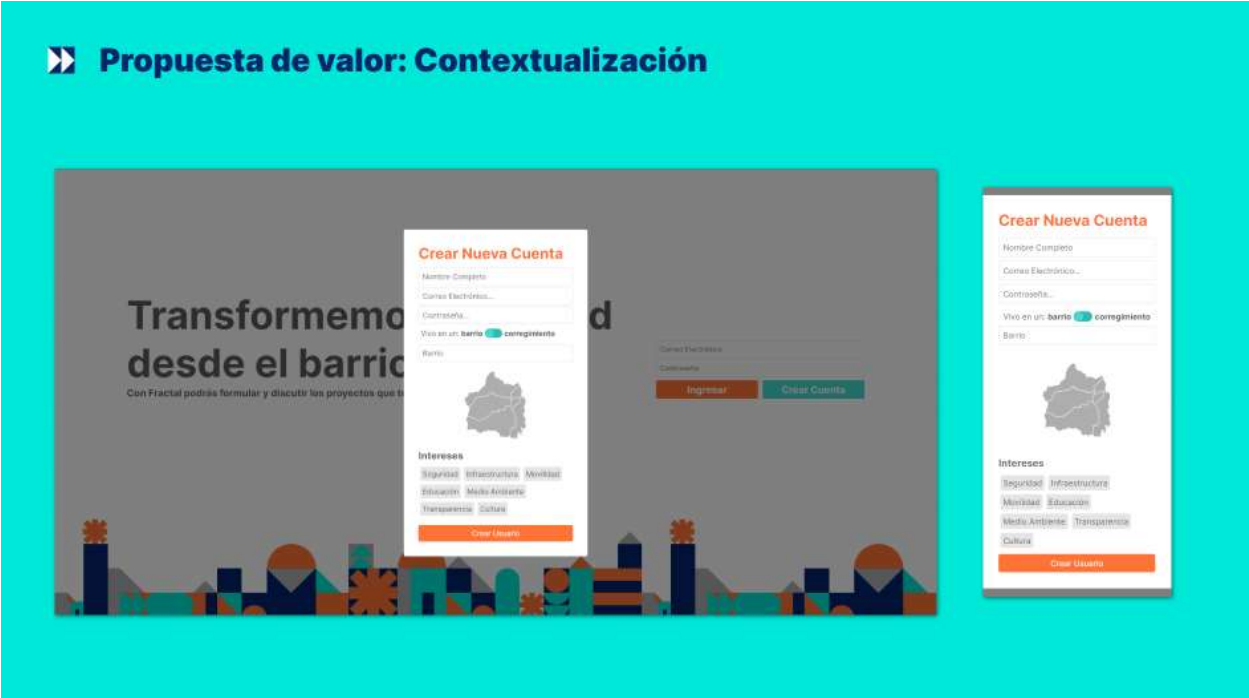 Propuesta de valor: Contextualización
Transformemo
d
desde el barrio
Con Fractal podrás formular y discutir los proyectos que
Crear Nueva Cuenta
Nombre Completo
Correo Electrónico...
Contraseña...
Vivo en un: barrio corregimiento
Barrio
Intereses
Seguridad Infraestructura Movilidad
Educación Medio Ambiente
Transparencia Cultura
Crear Usuario
Correo Electrónico
Contraseña
Ingresar Crear Cuenta
Crear Nueva Cuenta
Nombre Completo
Correo Electrónico...
Contraseña...
Vivo en un: barrio corregimiento
Barrio
Intereses
Seguridad Infraestructura
Movilidad Educación
Medio Ambiente Transparencia
Cultura
Crear Usuario